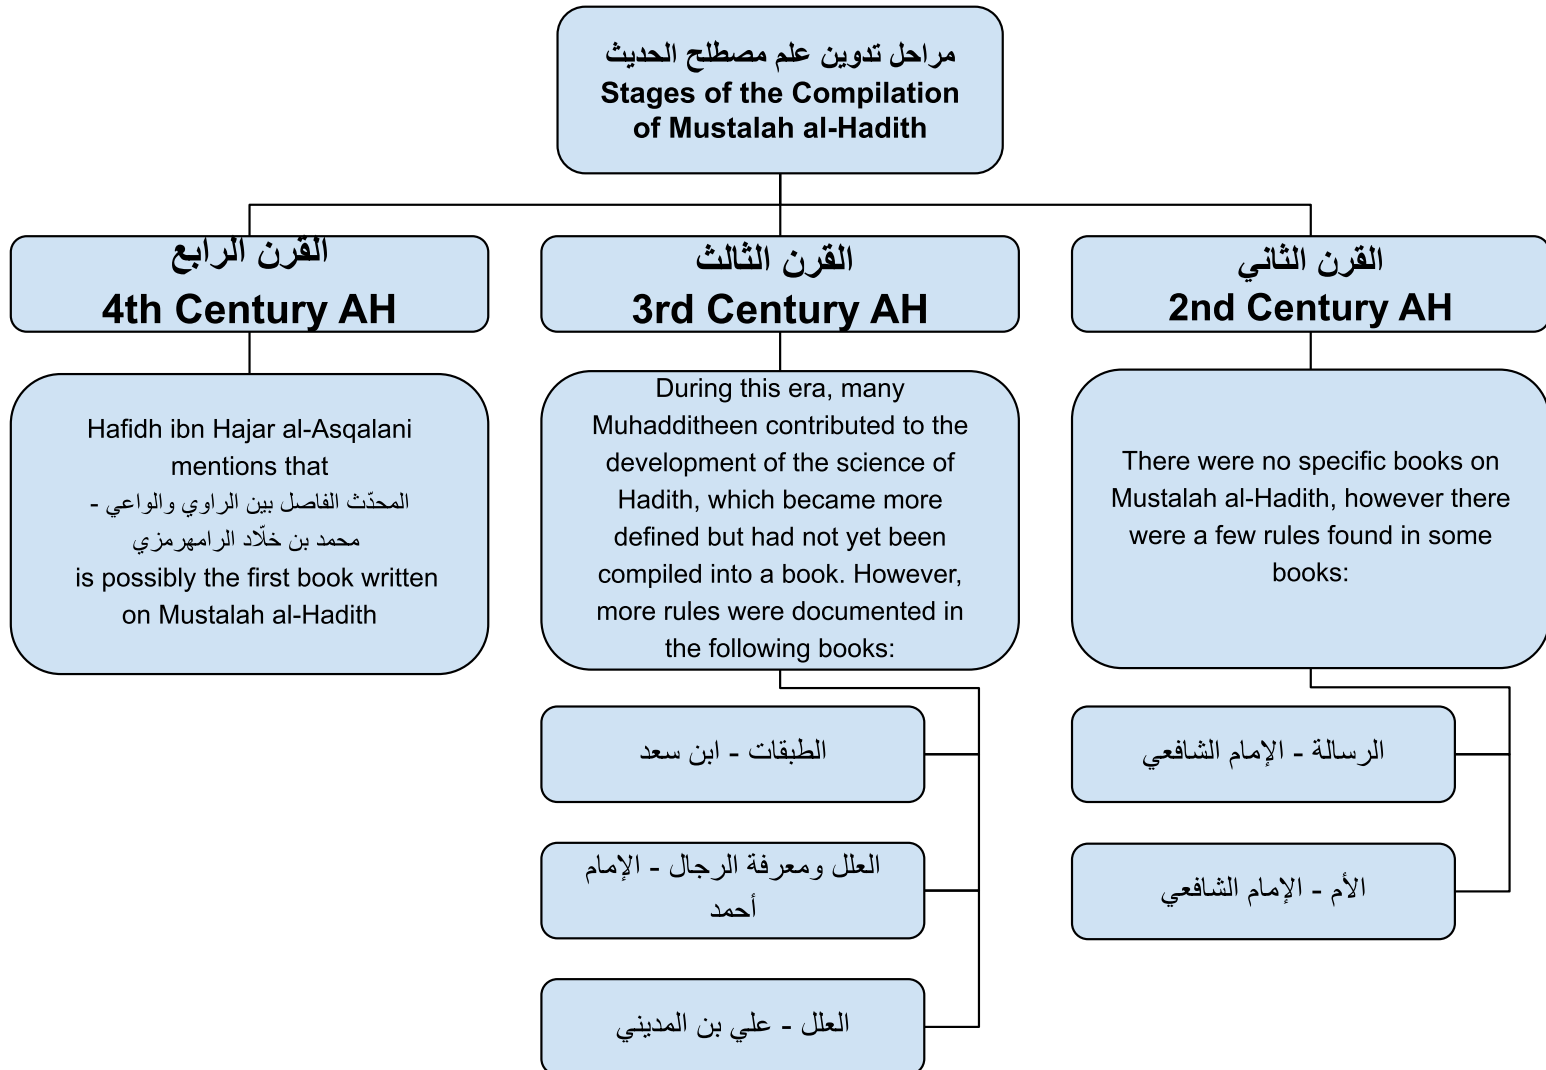 مراحل تدوين علم مصطلح الحديث
Stages of the Compilation
of Mustalah al-Hadith
القرن الثاني
2nd Century AH
There were no specific books on
Mustalah al-Hadith, however there
were a few rules found in some
books:
الرسالة - الإمام الشافعي
الأم - الإمام الشافعي
القرن الثالث
3rd Century AH
During this era, many
Muhadditheen contributed to the
development of the science of
Hadith, which became more
defined but had not yet been
compiled into a book. However,
more rules were documented in
the following books:
الطبقات - ابن سعد
العلل ومعرفة الرجال - الإمام
أحمد
العلل - علي بن المديني
القرن الرابع
4th Century AH
Hafidh ibn Hajar al-Asqalani
mentions that
المحدّث الفاصل بين الراوي والواعي -
محمد بن خلّاد الرامهرمزي
is possibly the first book written
on Mustalah al-Hadith